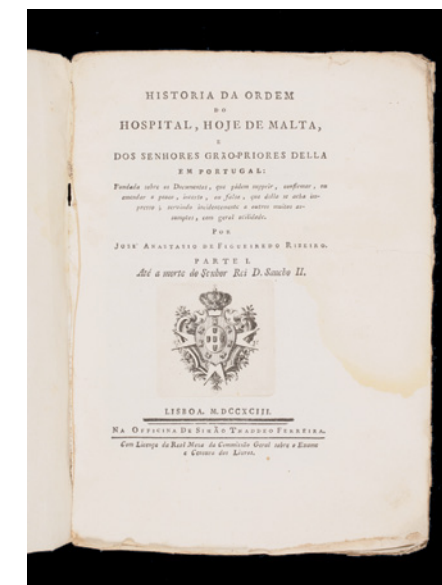 HISTORIA DA ORDEM
DO
HOSPITAL, HOJE DE MALTA,
E
DOS SENHORES GRÃO-PRIORES DELLA
EM PORTUGAL:
Fundada sobre os Documentos, que pódem supprir, confirmar, ou
emendar o pouco, incerto, ou falso, que della se acha im-
presso; servindo incidentemente a outros muitos as-
sumptos, com geral utilidade.
POR
JOSÉ ANASTASIO DE FIGUEIREDO RIBEIRO.
PARTE I.
Até a morte do Senhor Rei D. Sancho II.
LISBOA. M.DCCXCIII.
NA OFFICINA DE SIMÃO THADDEO FERREIRA.
Com Licença da Real Meza da Commissão Geral sobre o Exame
e Censura dos Livros.